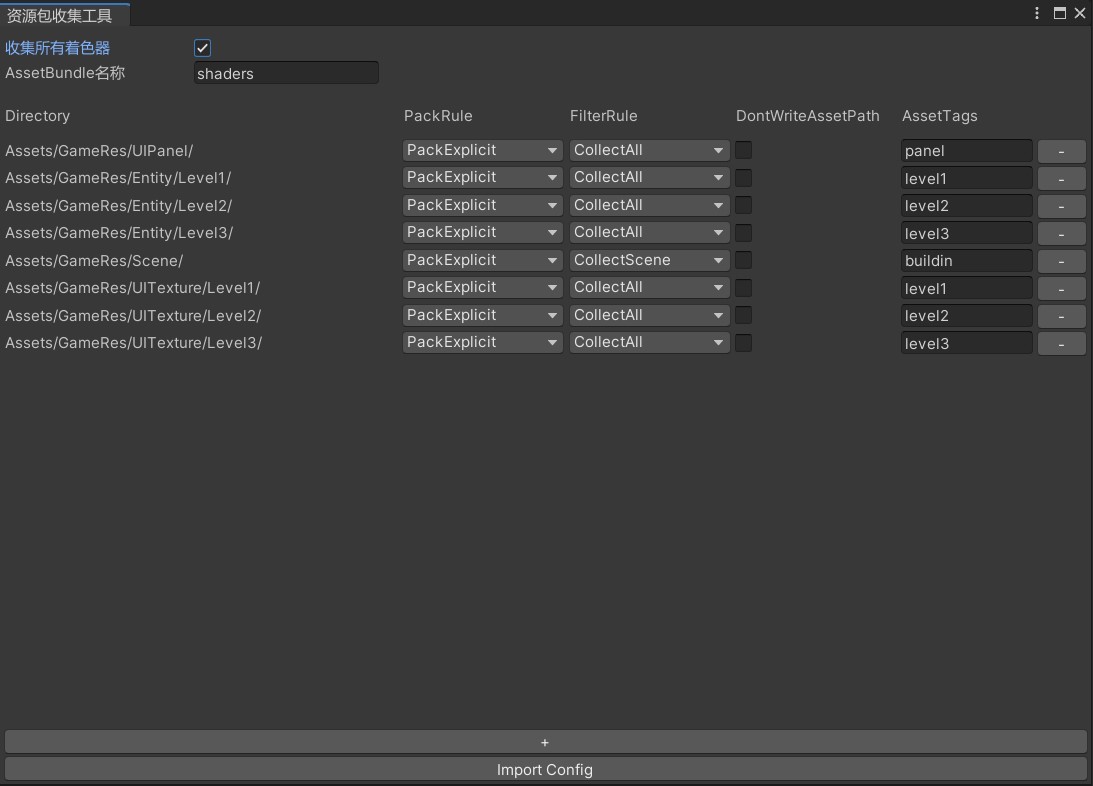 资源包收集工具
收集所有着色器
AssetBundle名称 shaders
Directory PackRule FilterRule DontWriteAssetPath AssetTags
Assets/GameRes/UIPanel/ PackExplicit CollectAll panel -
Assets/GameRes/Entity/Level1/ PackExplicit CollectAll level1 -
Assets/GameRes/Entity/Level2/ PackExplicit CollectAll level2 -
Assets/GameRes/Entity/Level3/ PackExplicit CollectAll level3 -
Assets/GameRes/Scene/ PackExplicit CollectScene buildin -
Assets/GameRes/UITexture/Level1/ PackExplicit CollectAll level1 -
Assets/GameRes/UITexture/Level2/ PackExplicit CollectAll level2 -
Assets/GameRes/UITexture/Level3/ PackExplicit CollectAll level3 -
+
Import Config